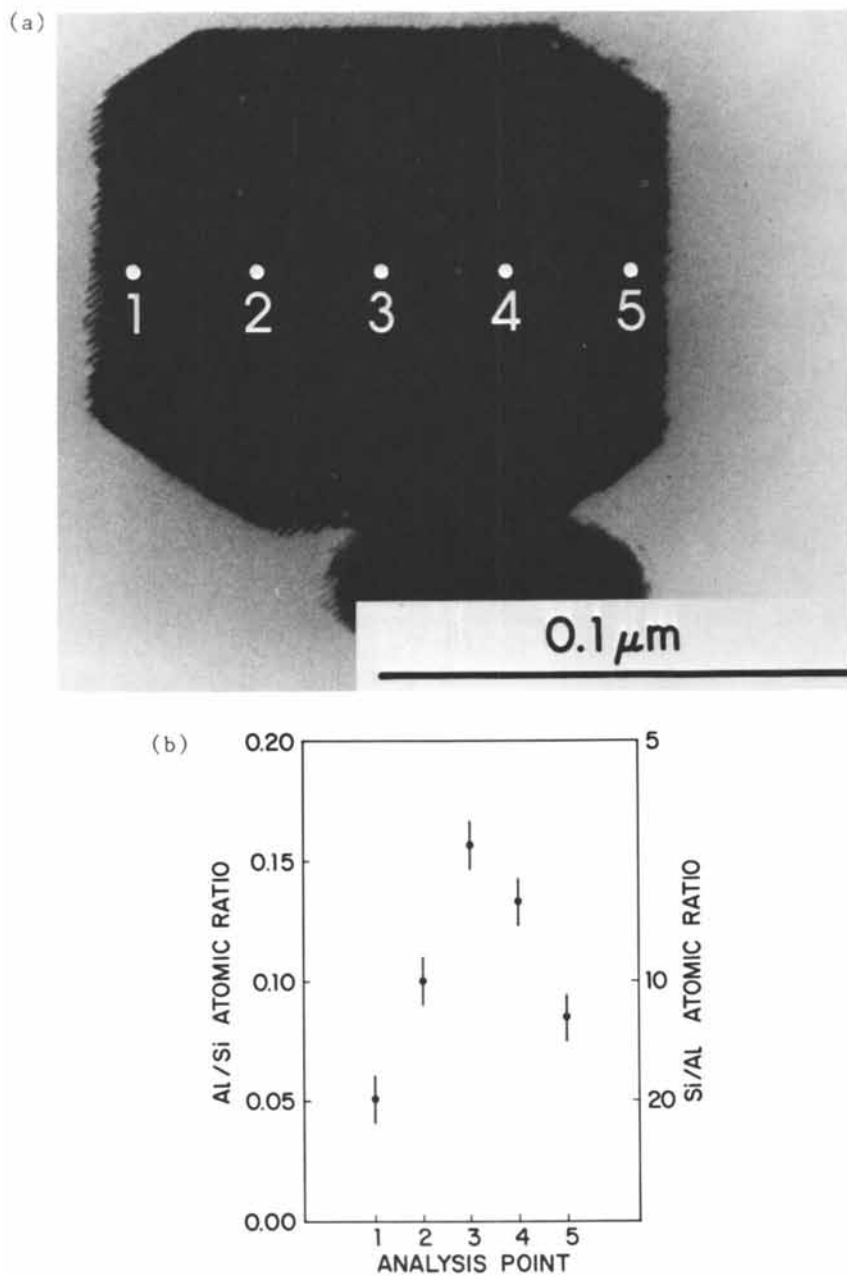 (a)
1 2 3 4 5
0.1 μm
(b)
0.20
0.15
0.10
0.05
0.00
Al/Si ATOMIC RATIO
5
10
20
Si/Al ATOMIC RATIO
1 2 3 4 5
ANALYSIS POINT